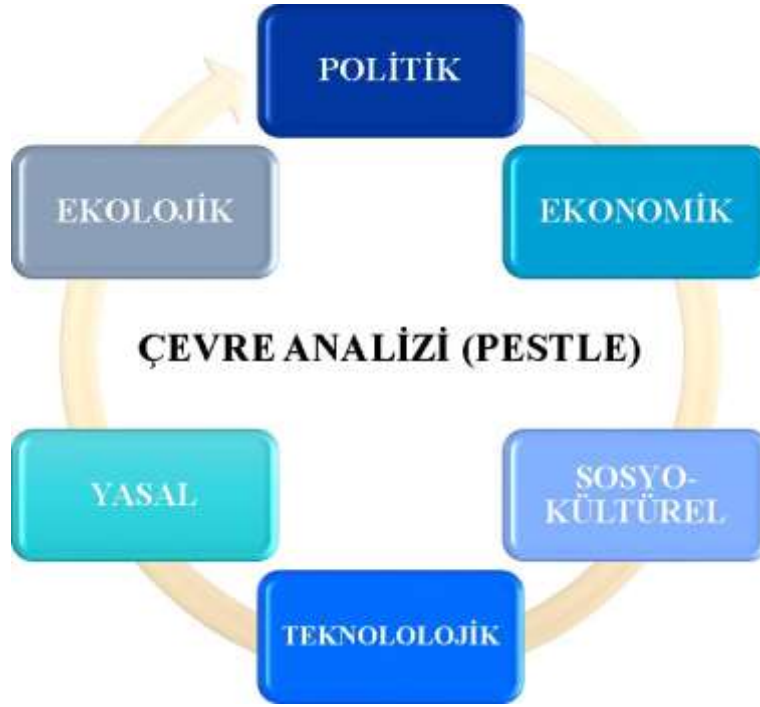 POLİTİK
EKONOMİK
SOSYO-
KÜLTÜREL
TEKNOLOLOJİK
YASAL
EKOLOJİK
ÇEVRE ANALİZİ (PESTLE)